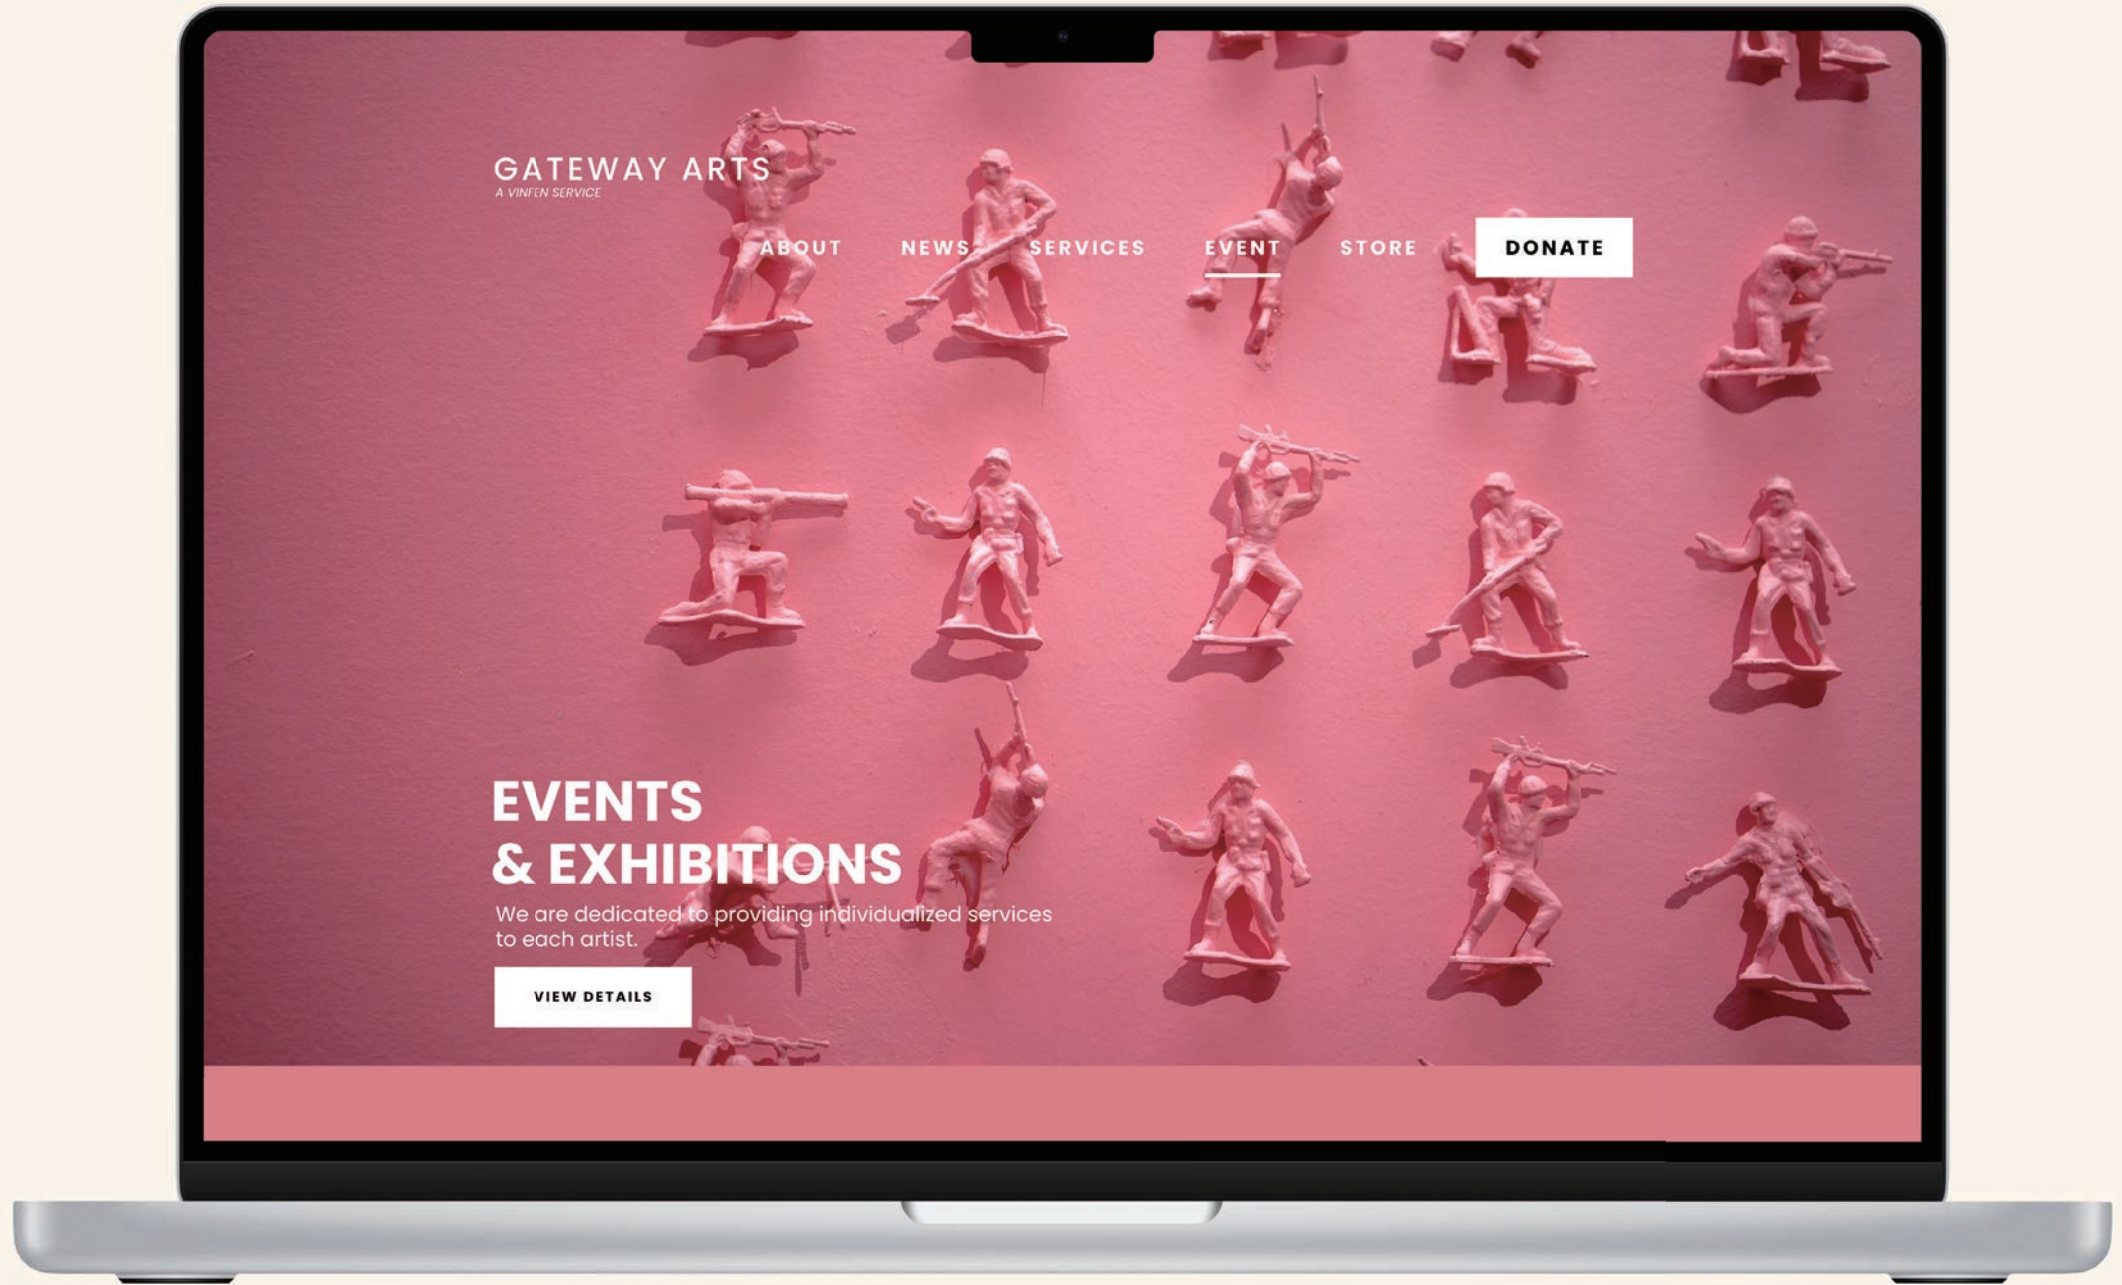 GATEWAY ARTS
A VINFEN SERVICE
ABOUT NEWS SERVICES EVENT STORE DONATE
EVENTS
& EXHIBITIONS
We are dedicated to providing individualized services
to each artist.
VIEW DETAILS